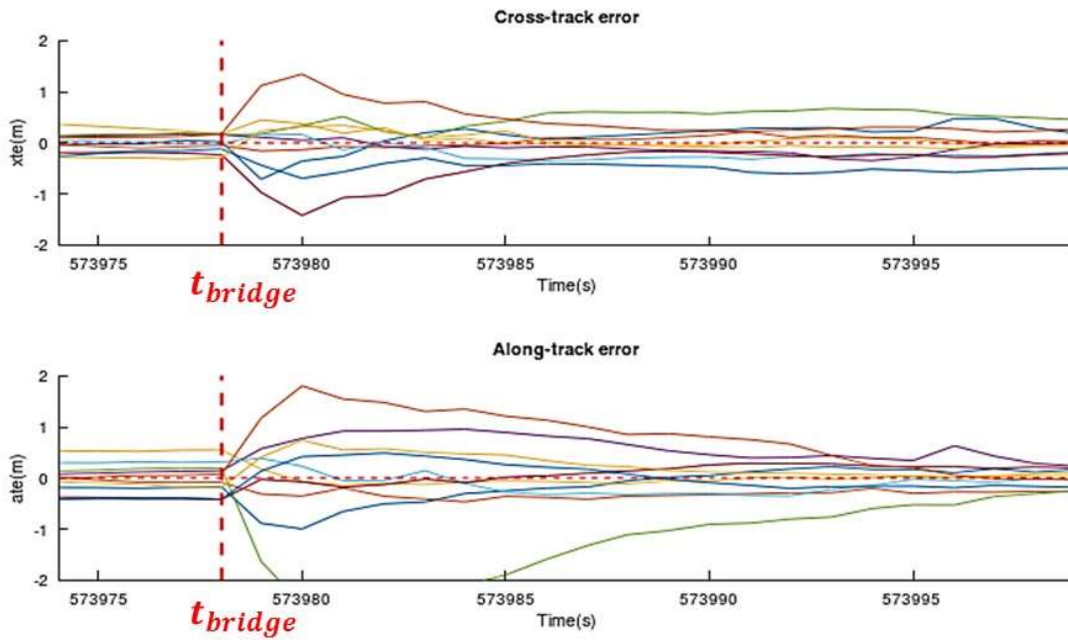 Cross-track error
2
1
0
-1
-2
xte(m)
573975 573980 573985 573990 573995
t_bridge
Time(s)
Along-track error
2
1
0
-1
-2
ate(m)
573975 573980 573985 573990 573995
t_bridge
Time(s)